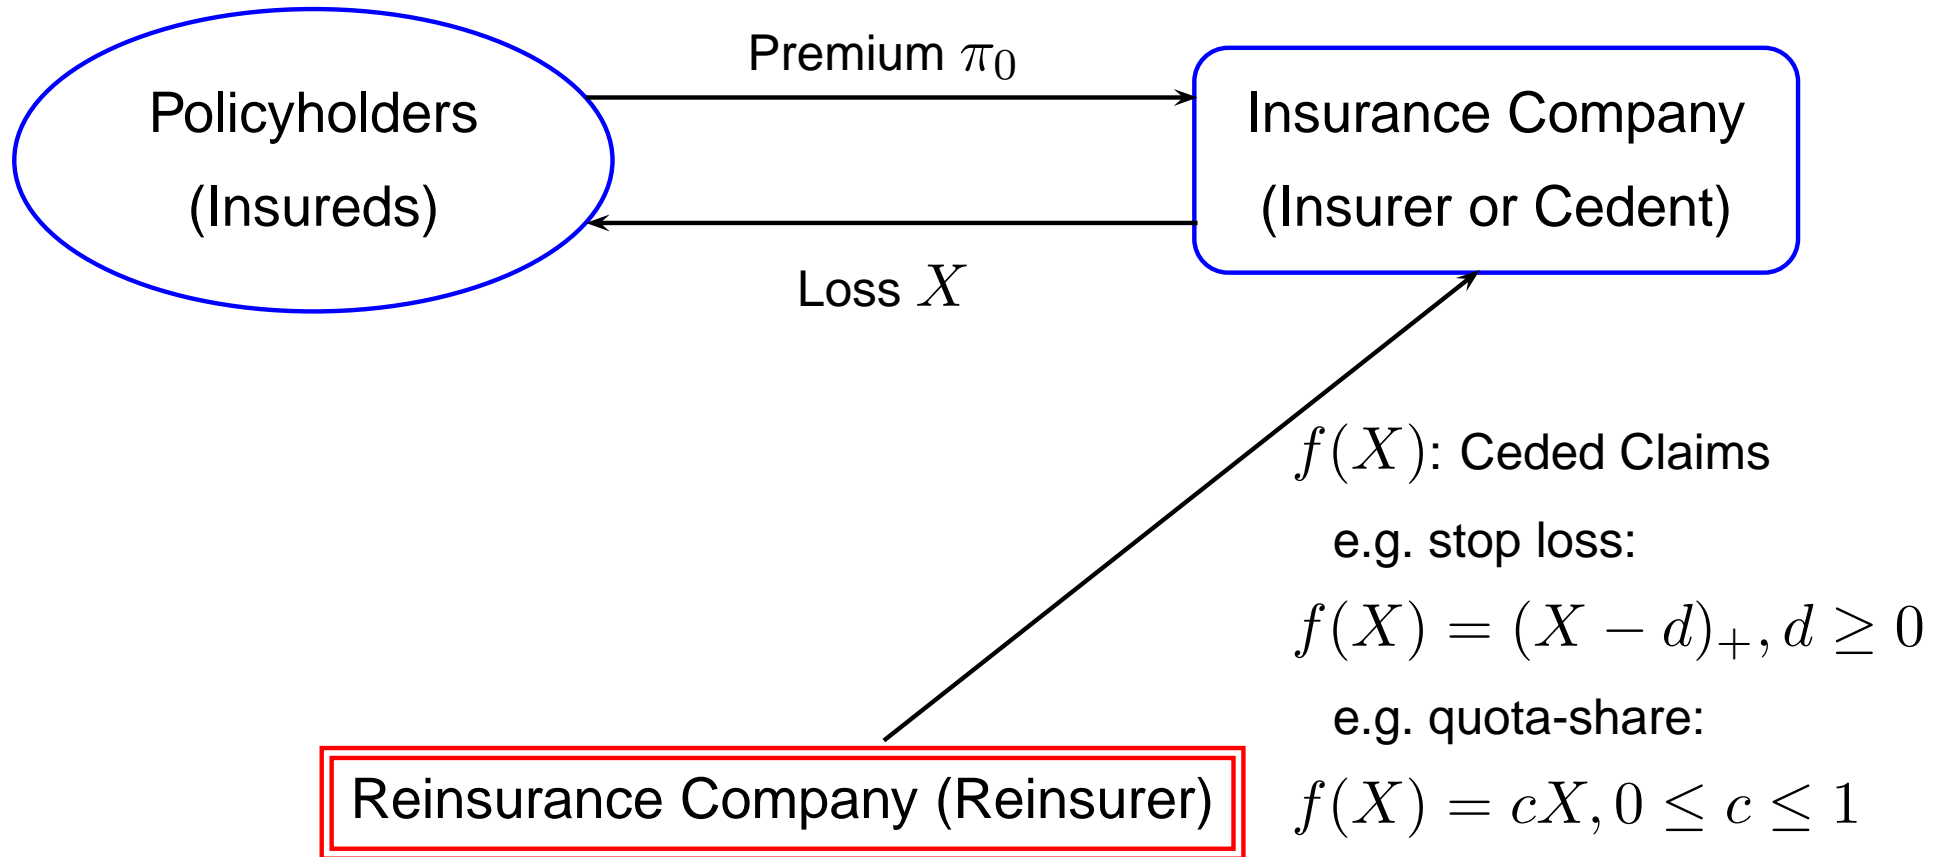 Premium π₀
Policyholders
(Insureds)
Insurance Company
(Insurer or Cedent)
Loss X
f(X): Ceded Claims
e.g. stop loss:
f(X) = (X − d)₊, d ≥ 0
e.g. quota-share:
f(X) = cX, 0 ≤ c ≤ 1
Reinsurance Company (Reinsurer)